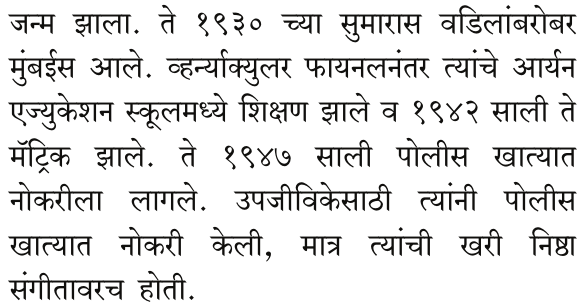 जन्म झाला. ते १९३० च्या सुमारास वडिलांबरोबर
मुंबईस आले. व्हर्न्याक्युलर फायनलनंतर त्यांचे आर्यन
एज्युकेशन स्कूलमध्ये शिक्षण झाले व १९४२ साली ते
मॅट्रिक झाले. ते १९४७ साली पोलीस खात्यात
नोकरीला लागले. उपजीविकेसाठी त्यांनी पोलीस
खात्यात नोकरी केली, मात्र त्यांची खरी निष्ठा
संगीतावरच होती.